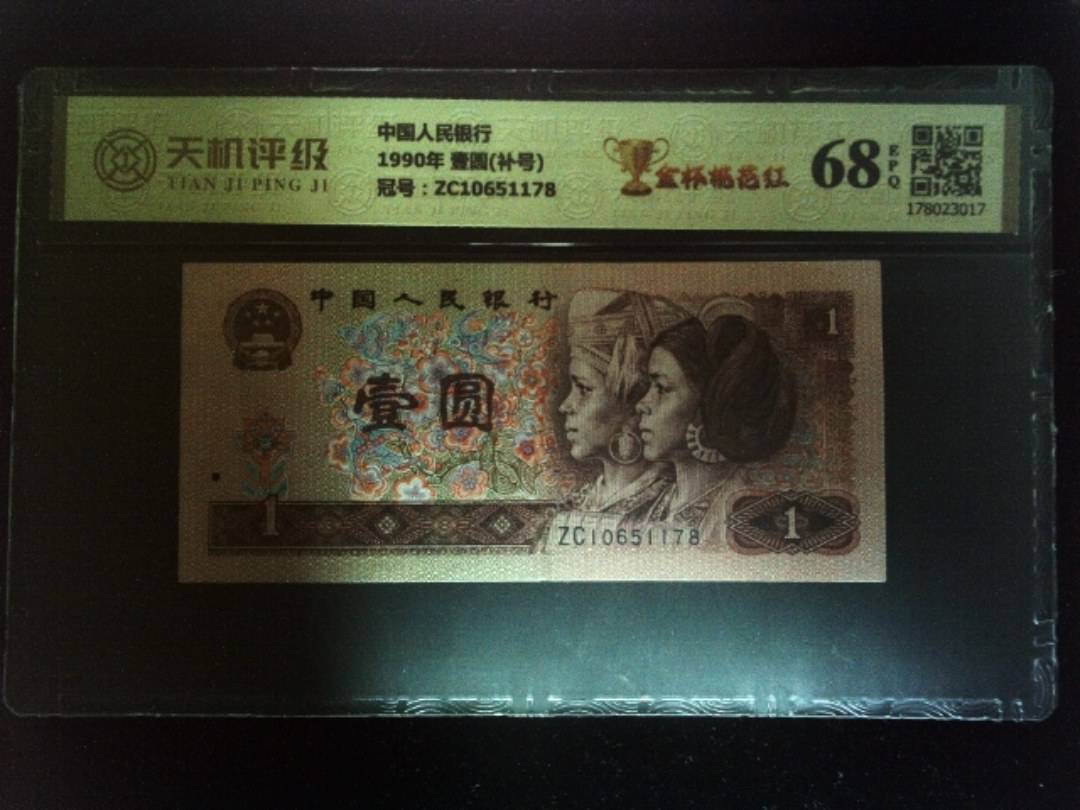 天机评级
TIAN JI PING JI
中国人民银行
1990年 壹圆(补号)
冠号：ZC10651178
金杯桃花红
68
EPQ
178023017
中国人民银行
1
壹圆
1
ZC10651178
1